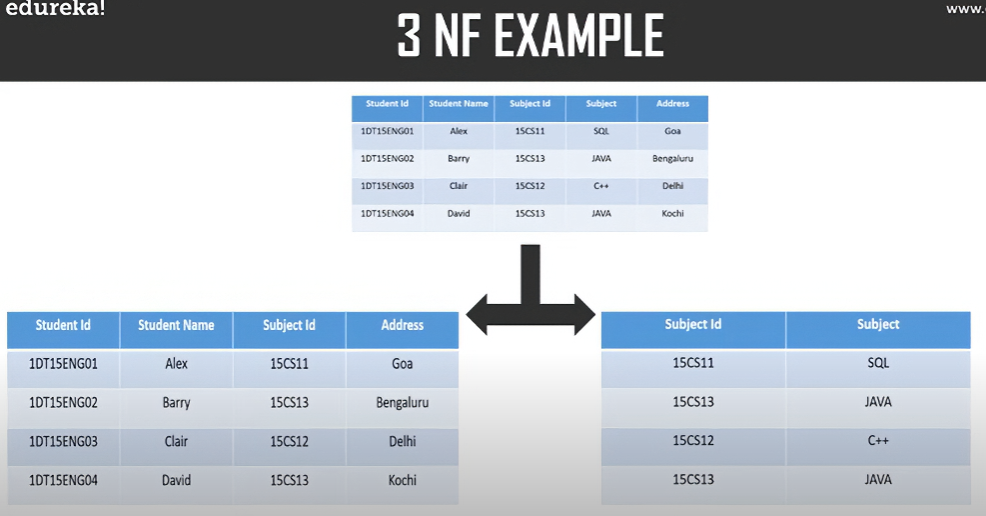 edureka!
www.
3 NF EXAMPLE
Student Id Student Name Subject Id Subject Address
1DT15ENG01 Alex 15CS11 SQL Goa
1DT15ENG02 Barry 15CS13 JAVA Bengaluru
1DT15ENG03 Clair 15CS12 C++ Delhi
1DT15ENG04 David 15CS13 JAVA Kochi
Student Id Student Name Subject Id Address
1DT15ENG01 Alex 15CS11 Goa
1DT15ENG02 Barry 15CS13 Bengaluru
1DT15ENG03 Clair 15CS12 Delhi
1DT15ENG04 David 15CS13 Kochi
Subject Id Subject
15CS11 SQL
15CS13 JAVA
15CS12 C++
15CS13 JAVA